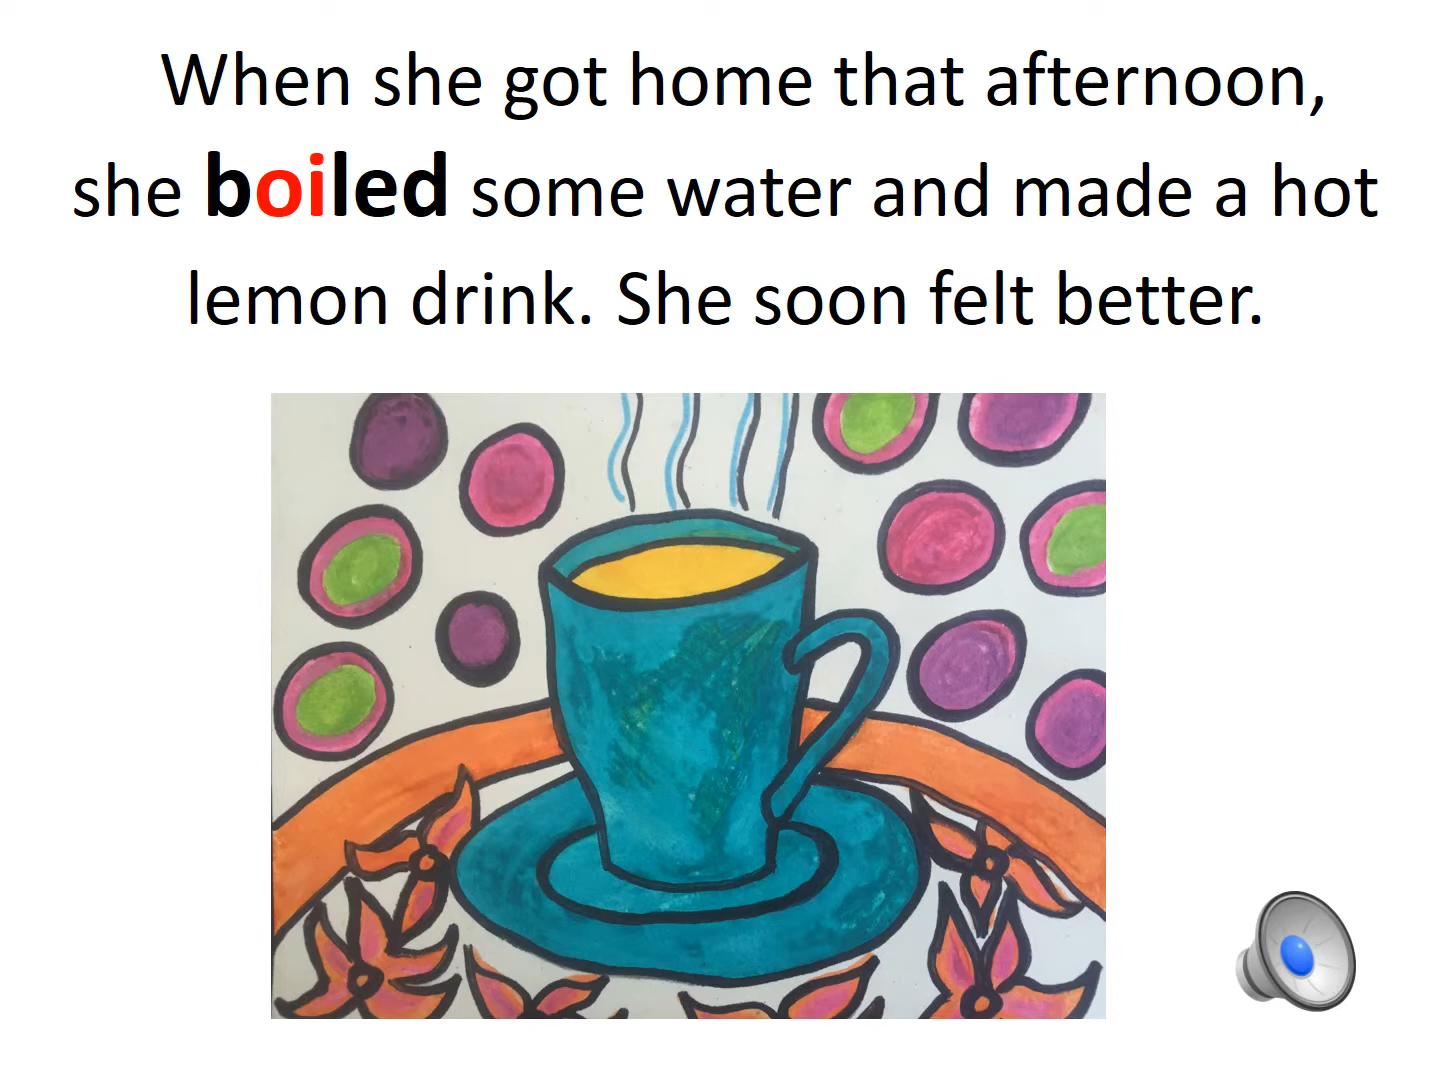 When she got home that afternoon,
she boiled some water and made a hot
lemon drink. She soon felt better.